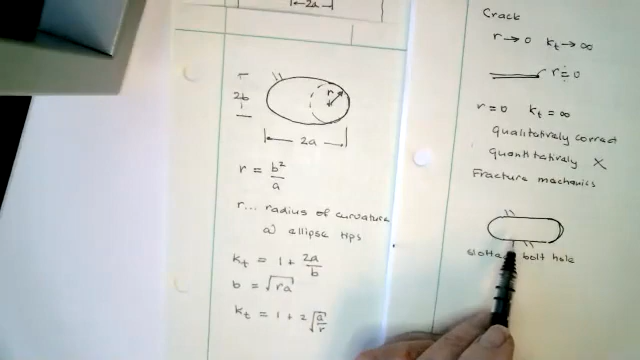 2a
2b
r
2a
r = b²/a
r... radius of curvature
@ ellipse tips
kt = 1 + 2a/b
b = √ra
kt = 1 + 2√a/r
Crack
r → 0 kt → ∞
r ≐ 0
r = 0 kt = ∞
Qualitatively correct
Quantitatively X
Fracture mechanics
bolt hole